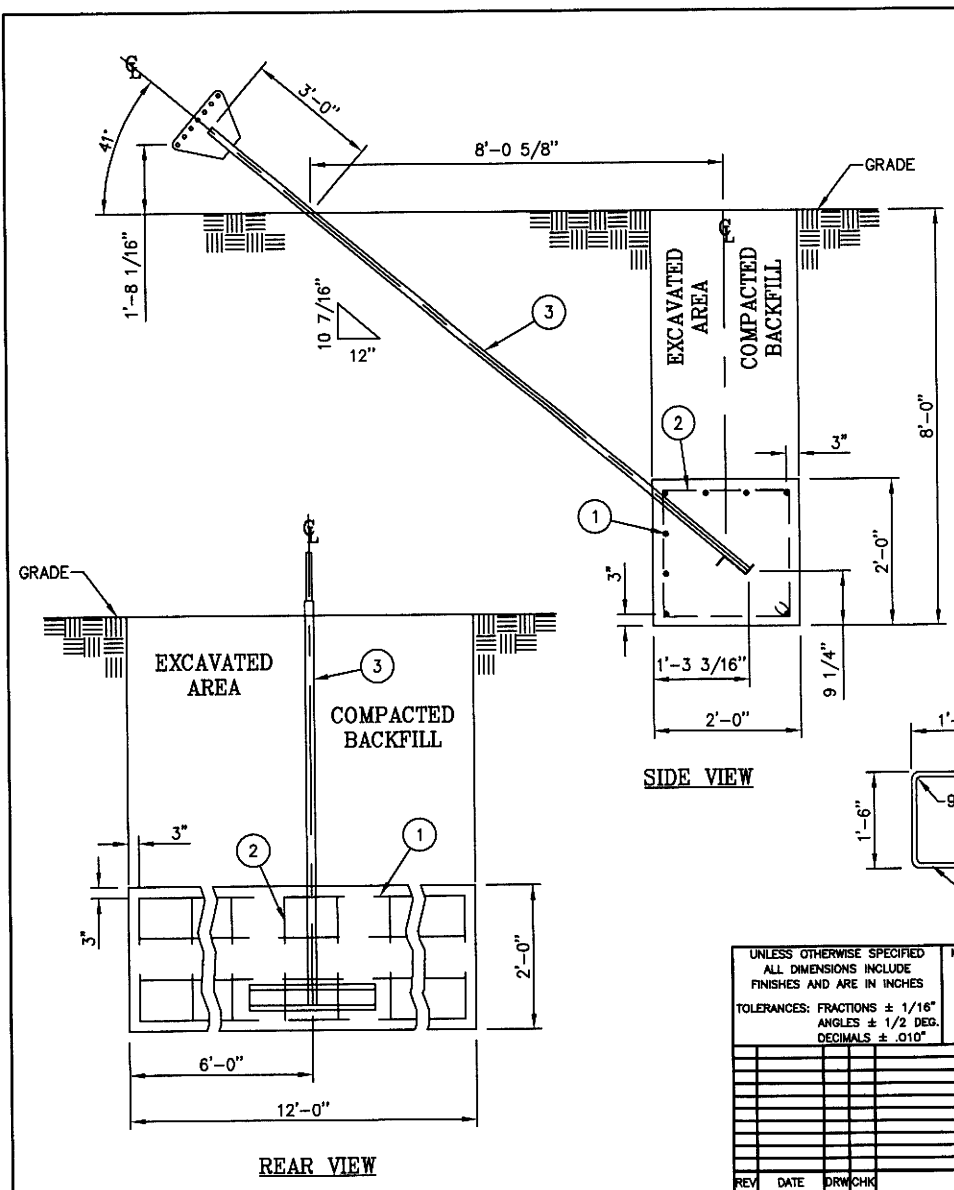 ℄
3'-0"
41°
8'-0 5/8"
GRADE
1'-8 1/16"
10 7/16"
12"
3
℄
EXCAVATED
AREA
COMPACTED
BACKFILL
8'-0"
2
3"
1
3"
2'-0"
1'-3 3/16"
9 1/4"
2'-0"
SIDE VIEW
℄
GRADE
EXCAVATED
AREA
3
COMPACTED
BACKFILL
3"
2
1
3"
2'-0"
6'-0"
12'-0"
REAR VIEW
1'-
1'-6"
9
UNLESS OTHERWISE SPECIFIED
ALL DIMENSIONS INCLUDE
FINISHES AND ARE IN INCHES
TOLERANCES: FRACTIONS ± 1/16"
ANGLES ± 1/2 DEG.
DECIMALS ± .010"
REV DATE DRW CHK